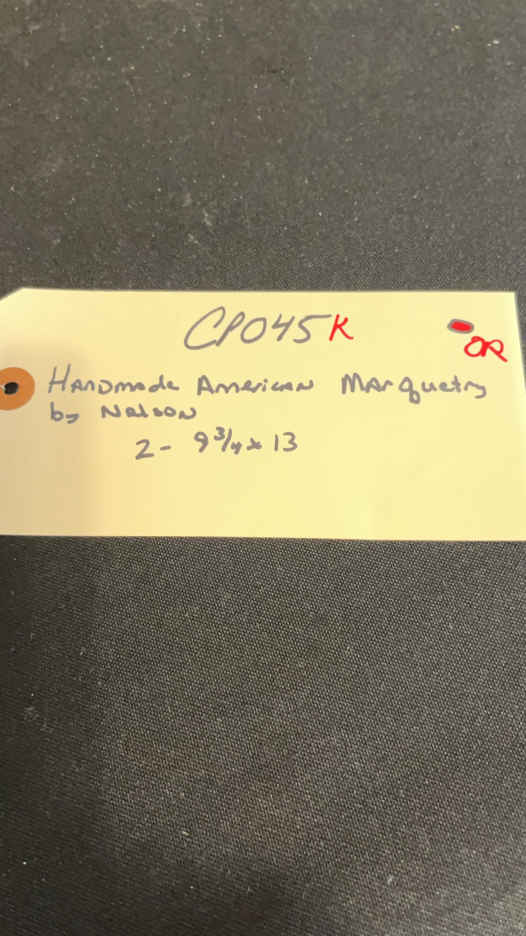 CP045K
OR
Handmade American Marquetry
by Nelson
2 - 9 3/4 x 13